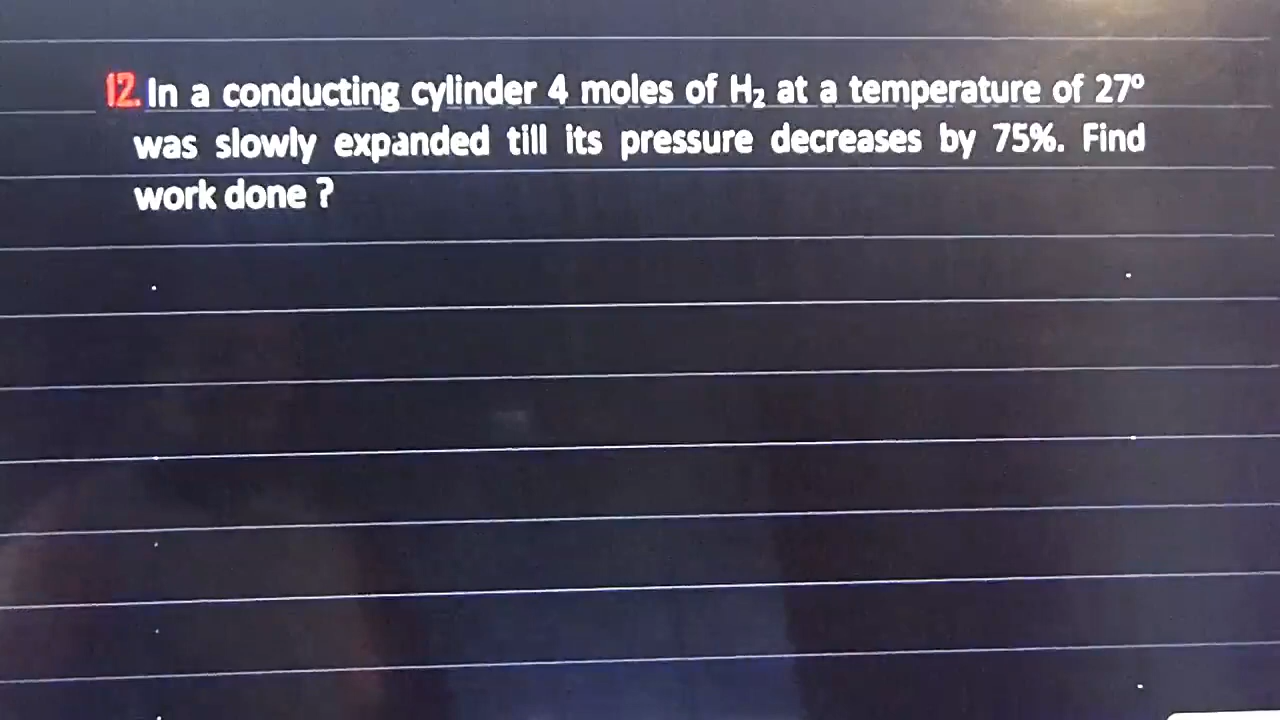 12. In a conducting cylinder 4 moles of H₂ at a temperature of 27º
was slowly expanded till its pressure decreases by 75%. Find
work done ?